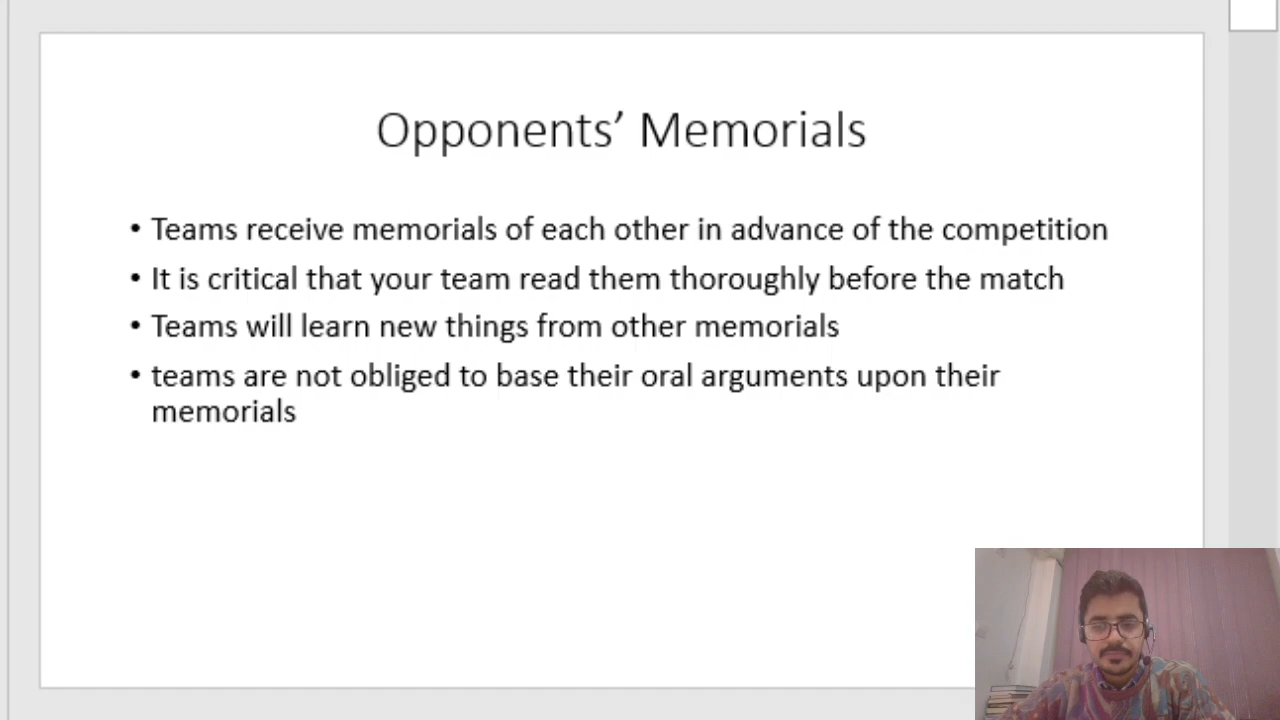 Opponents’ Memorials
• Teams receive memorials of each other in advance of the competition
• It is critical that your team read them thoroughly before the match
• Teams will learn new things from other memorials
• teams are not obliged to base their oral arguments upon their
memorials